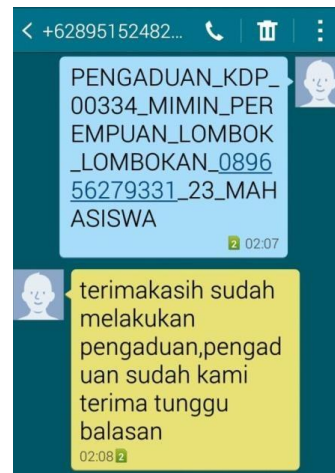 +62895152482...
PENGADUAN_KDP_
00334_MIMIN_PER
EMPUAN_LOMBOK
_LOMBOKAN_0896
56279331_23_MAH
ASISWA
2 02:07
terimakasih sudah
melakukan
pengaduan,pengad
uan sudah kami
terima tunggu
balasan
02:08 2